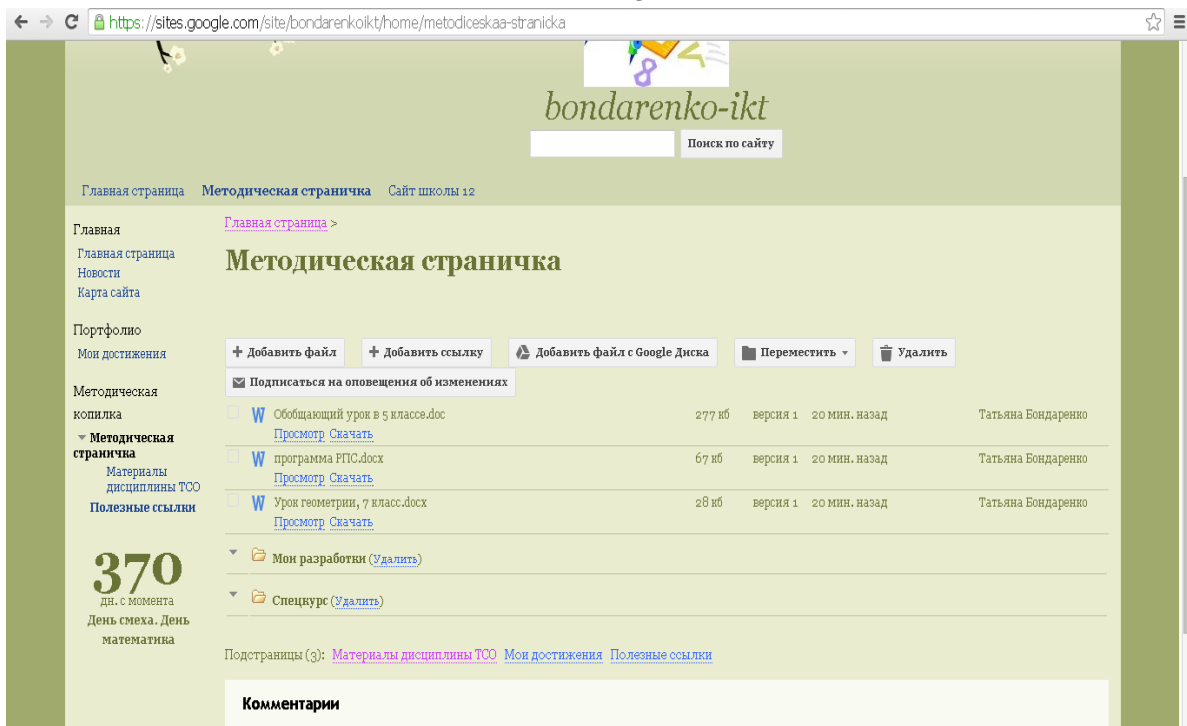 https://sites.google.com/site/bondarenkoikt/home/metodiceskaa-stranicka
bondarenko-ikt
Поиск по сайту
Главная страница Методическая страничка Сайт школы 12
Главная
Главная страница
Новости
Карта сайта
Портфолио
Мои достижения
Методическая
копилка
Методическая
страничка
Материалы
дисциплины ТСО
Полезные ссылки
370
дн. с момента
День смеха. День
математика
Главная страница >
Методическая страничка
Добавить файл Добавить ссылку Добавить файл с Google Диска Переместить Удалить
Подписаться на оповещения об изменениях
Обобщающий урок в 5 классе.doc 277 кб версия 1 20 мин. назад Татьяна Бондаренко
Просмотр Скачать
программа РПС.docx 67 кб версия 1 20 мин. назад Татьяна Бондаренко
Просмотр Скачать
Урок геометрии, 7 класс.docx 28 кб версия 1 20 мин. назад Татьяна Бондаренко
Просмотр Скачать
Мои разработки (Удалить)
Спецкурс (Удалить)
Подстраницы (3): Материалы дисциплины ТСО Мои достижения Полезные ссылки
Комментарии